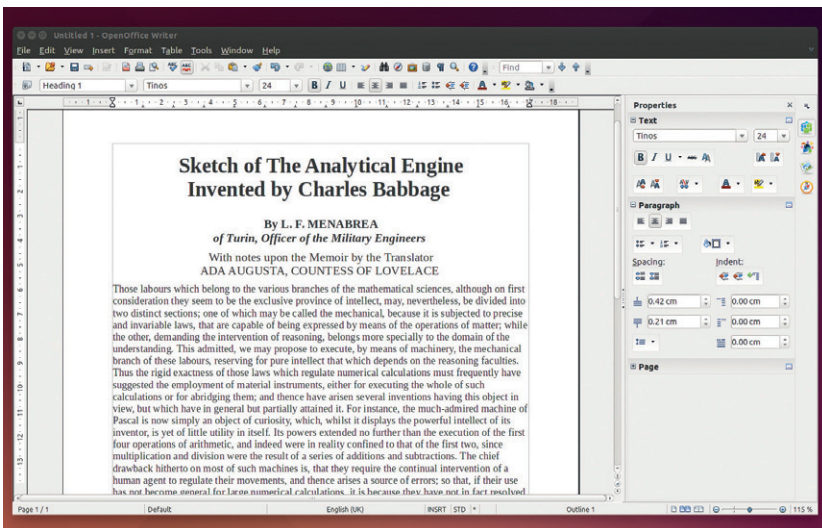 Untitled 1 - OpenOffice Writer
File Edit View Insert Format Table Tools Window Help
Find
Heading 1 Tinos 24
Properties
Text
Tinos 24
Paragraph
Spacing: Indent:
0.42 cm 0.00 cm
0.21 cm 0.00 cm
0.00 cm
Page
Sketch of The Analytical Engine
Invented by Charles Babbage
By L. F. MENABREA
of Turin, Officer of the Military Engineers
With notes upon the Memoir by the Translator
ADA AUGUSTA, COUNTESS OF LOVELACE
Those labours which belong to the various branches of the mathematical sciences, although on first
consideration they seem to be the exclusive province of intellect, may, nevertheless, be divided into
two distinct sections; one of which may be called the mechanical, because it is subjected to precise
and invariable laws, that are capable of being expressed by means of the operations of matter; while
the other, demanding the intervention of reasoning, belongs more specially to the domain of the
understanding. This admitted, we may propose to execute, by means of machinery, the mechanical
branch of these labours, reserving for pure intellect that which depends on the reasoning faculties.
Thus the rigid exactness of those laws which regulate numerical calculations must frequently have
suggested the employment of material instruments, either for executing the whole of such
calculations or for abridging them; and thence have arisen several inventions having this object in
view, but which have in general but partially attained it. For instance, the much-admired machine of
Pascal is now simply an object of curiosity, which, whilst it displays the powerful intellect of its
inventor, is yet of little utility in itself. Its powers extended no further than the execution of the first
four operations of arithmetic, and indeed were in reality confined to that of the first two, since
multiplication and division were the result of a series of additions and subtractions. The chief
drawback hitherto on most of such machines is, that they require the continual intervention of a
human agent to regulate their movements, and thence arises a source of errors; so that, if their use
has not become general for large numerical calculations, it is because they have not in fact resolved
Page 1 / 1 Default English (UK) INSRT STD * Outline 1 115 %